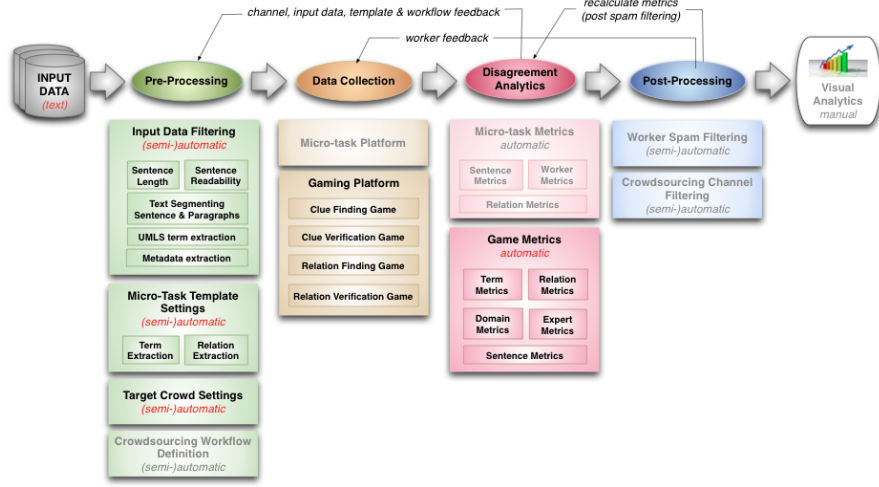 channel, input data, template & workflow feedback
recalculate metrics
(post spam filtering)
worker feedback
INPUT
DATA
(text)
Pre-Processing
Data Collection
Disagreement
Analytics
Post-Processing
Visual
Analytics
manual
Input Data Filtering
(semi-)automatic
Sentence
Length
Sentence
Readability
Text Segmenting
Sentence & Paragraphs
UMLS term extraction
Metadata extraction
Micro-Task Template
Settings
(semi-)automatic
Term
Extraction
Relation
Extraction
Target Crowd Settings
(semi-)automatic
Crowdsourcing Workflow
Definition
(semi-)automatic
Micro-task Platform
Gaming Platform
Clue Finding Game
Clue Verification Game
Relation Finding Game
Relation Verification Game
Micro-task Metrics
automatic
Sentence
Metrics
Worker
Metrics
Relation Metrics
Game Metrics
automatic
Term
Metrics
Relation
Metrics
Domain
Metrics
Expert
Metrics
Sentence Metrics
Worker Spam Filtering
(semi-)automatic
Crowdsourcing Channel
Filtering
(semi-)automatic